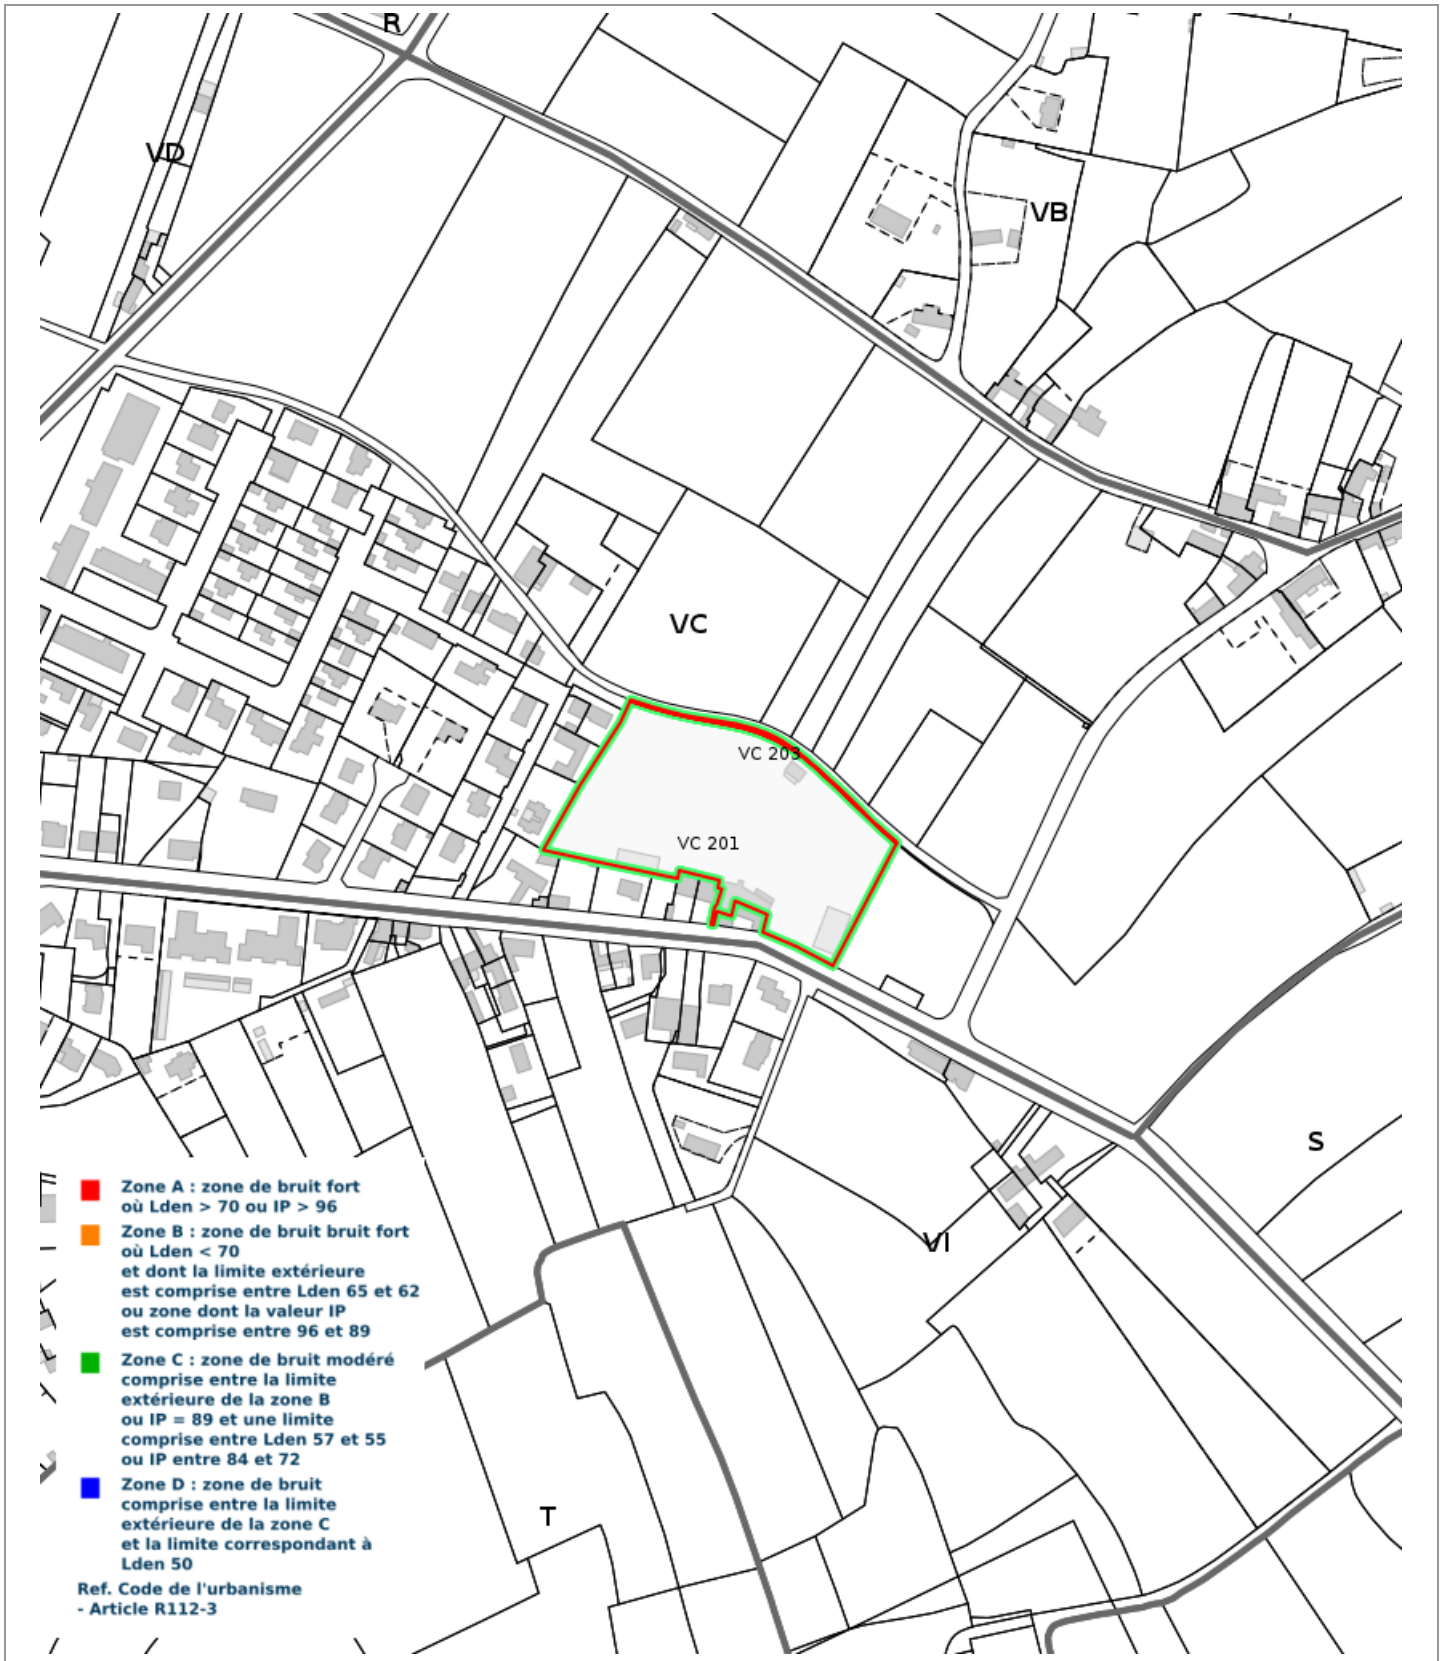 R
VD
VB
VC
VC 203
VC 201
S
VI
T
Zone A : zone de bruit fort
où Lden > 70 ou IP > 96
Zone B : zone de bruit bruit fort
où Lden < 70
et dont la limite extérieure
est comprise entre Lden 65 et 62
ou zone dont la valeur IP
est comprise entre 96 et 89
Zone C : zone de bruit modéré
comprise entre la limite
extérieure de la zone B
ou IP = 89 et une limite
comprise entre Lden 57 et 55
ou IP entre 84 et 72
Zone D : zone de bruit
comprise entre la limite
extérieure de la zone C
et la limite correspondant à
Lden 50
Ref. Code de l'urbanisme
- Article R112-3